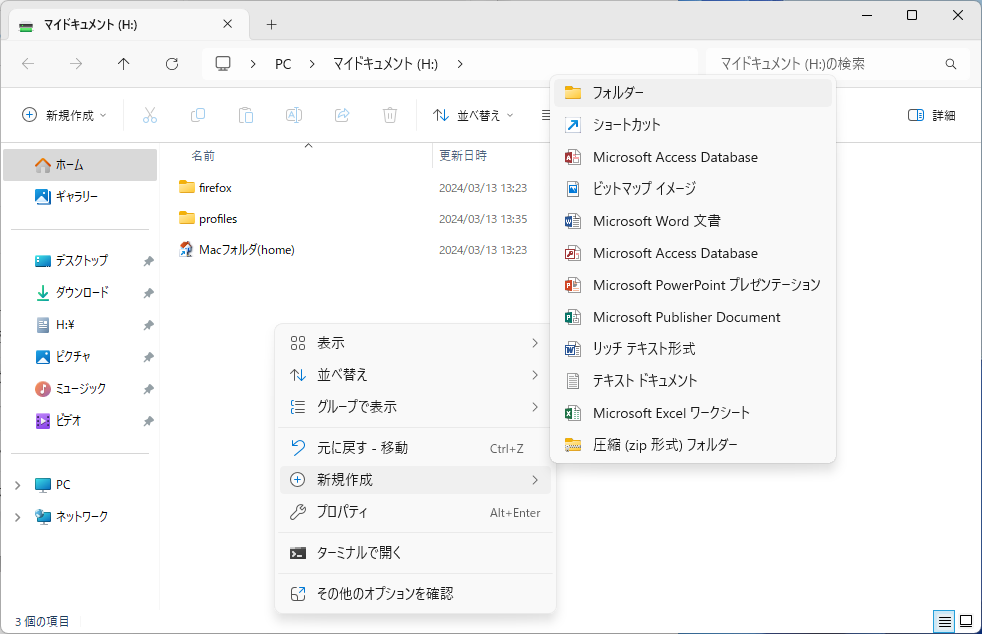 マイドキュメント (H:)
PC
マイドキュメント (H:)
マイドキュメント (H:)の検索
新規作成
並べ替え
詳細
ホーム
ギャラリー
デスクトップ
ダウンロード
H:¥
ピクチャ
ミュージック
ビデオ
PC
ネットワーク
名前
更新日時
firefox
2024/03/13 13:23
profiles
2024/03/13 13:35
Macフォルダ(home)
2024/03/13 13:23
表示
並べ替え
グループで表示
元に戻す - 移動
Ctrl+Z
新規作成
プロパティ
Alt+Enter
ターミナルで開く
その他のオプションを確認
フォルダー
ショートカット
Microsoft Access Database
ビットマップ イメージ
Microsoft Word 文書
Microsoft Access Database
Microsoft PowerPoint プレゼンテーション
Microsoft Publisher Document
リッチ テキスト形式
テキスト ドキュメント
Microsoft Excel ワークシート
圧縮 (zip 形式) フォルダー
3 個の項目